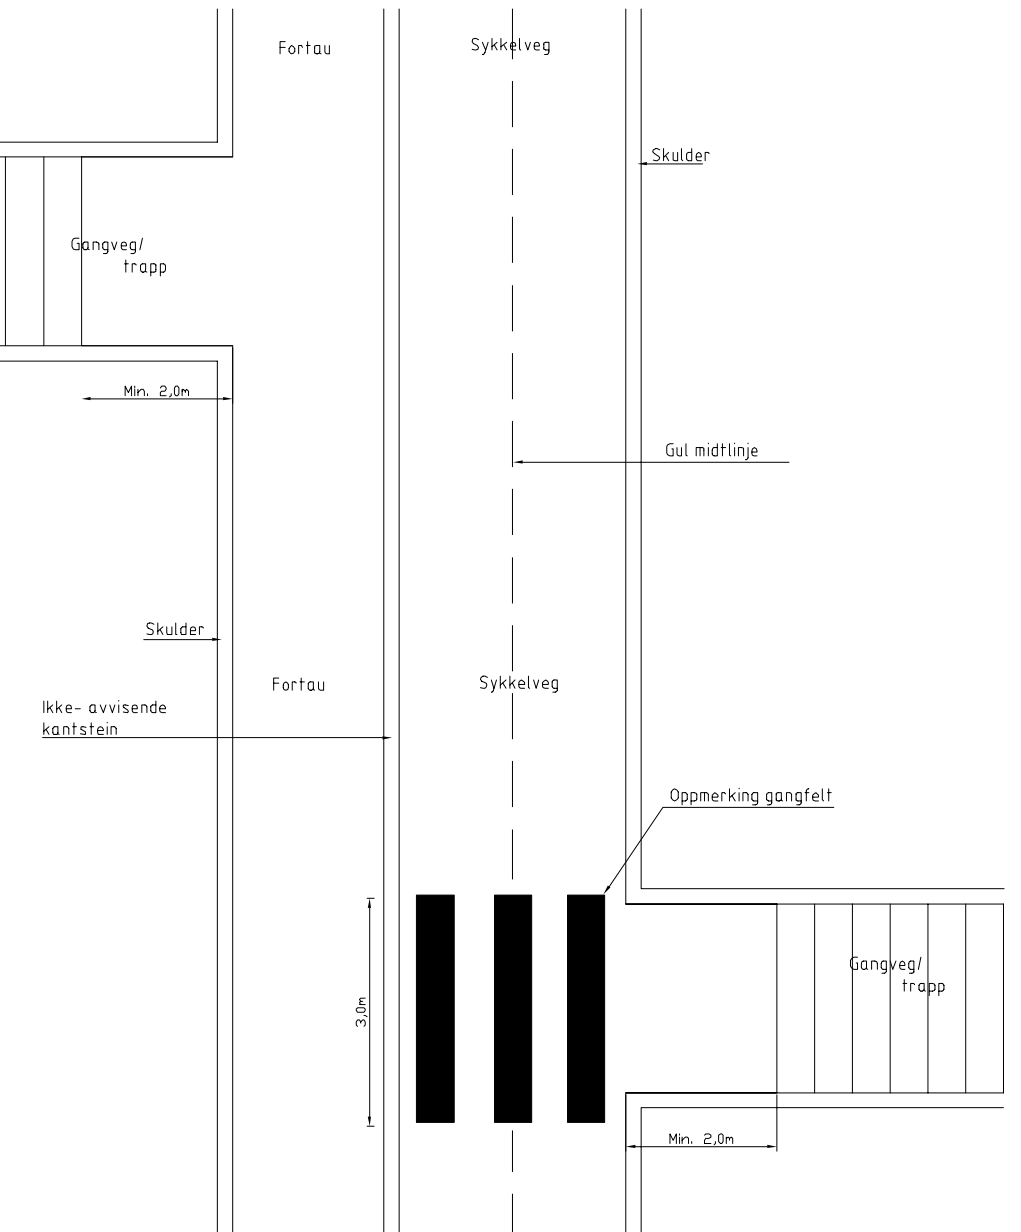 Fortau
Sykkelveg
Skulder
Gangveg/
trapp
Min. 2,0m
Gul midtlinje
Skulder
Fortau
Sykkelveg
Ikke- avvisende
kantstein
Oppmerking gangfelt
Gangveg/
trapp
3,0m
Min. 2,0m